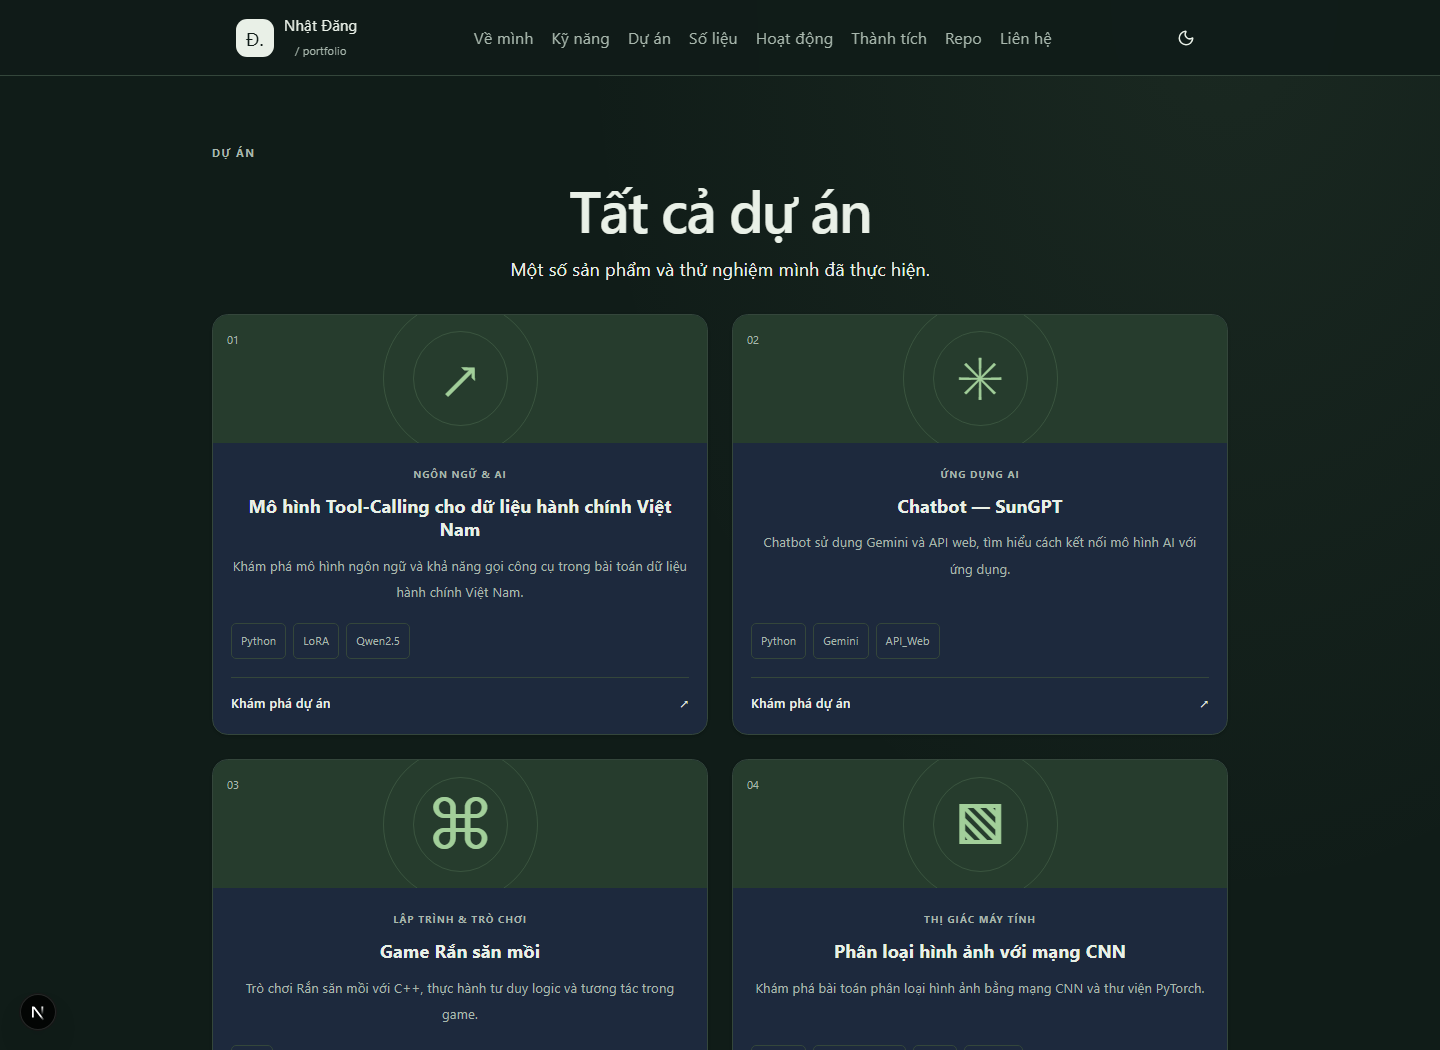 Đ.
Nhật Đăng
/ portfolio
Về mình Kỹ năng Dự án Số liệu Hoạt động Thành tích Repo Liên hệ
DỰ ÁN
Tất cả dự án
Một số sản phẩm và thử nghiệm mình đã thực hiện.
01
NGÔN NGỮ & AI
Mô hình Tool-Calling cho dữ liệu hành chính Việt
Nam
Khám phá mô hình ngôn ngữ và khả năng gọi công cụ trong bài toán dữ liệu
hành chính Việt Nam.
Python LoRA Qwen2.5
Khám phá dự án ↗
02
ỨNG DỤNG AI
Chatbot — SunGPT
Chatbot sử dụng Gemini và API web, tìm hiểu cách kết nối mô hình AI với
ứng dụng.
Python Gemini API_Web
Khám phá dự án ↗
03
LẬP TRÌNH & TRÒ CHƠI
Game Rắn săn mồi
Trò chơi Rắn săn mồi với C++, thực hành tư duy logic và tương tác trong
game.
04
THỊ GIÁC MÁY TÍNH
Phân loại hình ảnh với mạng CNN
Khám phá bài toán phân loại hình ảnh bằng mạng CNN và thư viện PyTorch.
N